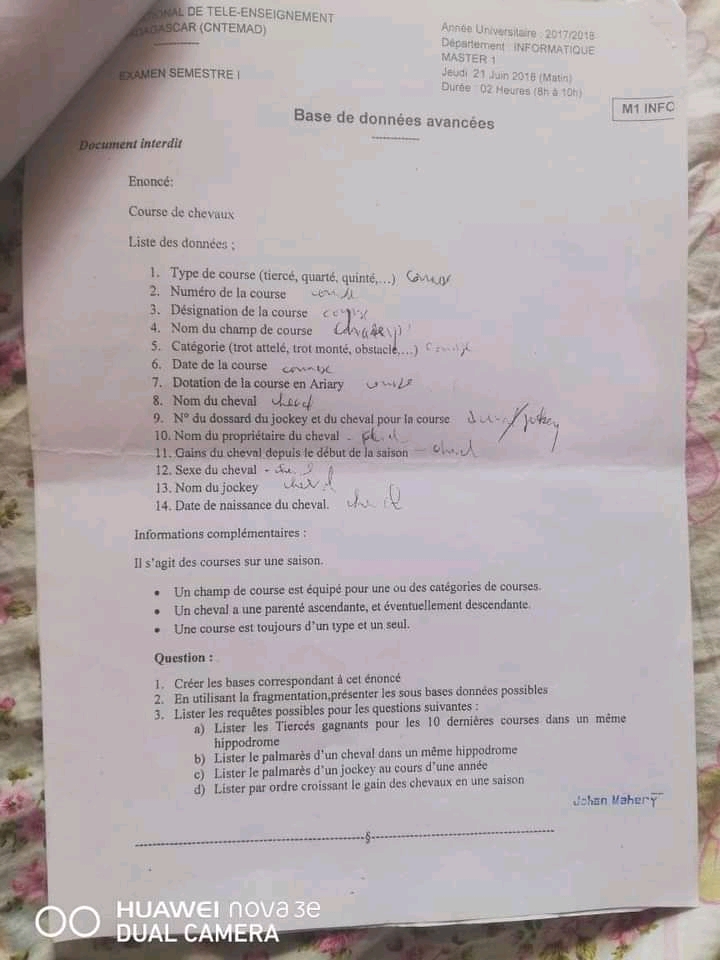 TIONAL DE TELE-ENSEIGNEMENT
ADAGASCAR (CNTEMAD)
EXAMEN SEMESTRE I
Année Universitaire : 2017/2018
Département : INFORMATIQUE
MASTER 1
Jeudi 21 Juin 2018 (Matin)
Durée : 02 Heures (8h à 10h)
M1 INFO
Base de données avancées
Document interdit
Enoncé:
Course de chevaux
Liste des données ;
1. Type de course (tiercé, quarté, quinté,...) course
2. Numéro de la course course
3. Désignation de la course course
4. Nom du champ de course
5. Catégorie (trot attelé, trot monté, obstacle,...) course
6. Date de la course course
7. Dotation de la course en Ariary course
8. Nom du cheval cheval
9. N° du dossard du jockey et du cheval pour la course cheval/jockey
10. Nom du propriétaire du cheval - cheval
11. Gains du cheval depuis le début de la saison - cheval
12. Sexe du cheval - cheval
13. Nom du jockey cheval
14. Date de naissance du cheval. cheval
Informations complémentaires :
Il s'agit des courses sur une saison.
• Un champ de course est équipé pour une ou des catégories de courses.
• Un cheval a une parenté ascendante, et éventuellement descendante.
• Une course est toujours d'un type et un seul.
Question :
1. Créer les bases correspondant à cet énoncé
2. En utilisant la fragmentation,présenter les sous bases données possibles
3. Lister les requêtes possibles pour les questions suivantes :
a) Lister les Tiercés gagnants pour les 10 dernières courses dans un même
hippodrome
b) Lister le palmarès d'un cheval dans un même hippodrome
c) Lister le palmarès d'un jockey au cours d'une année
d) Lister par ordre croissant le gain des chevaux en une saison
Johan Mahery
§
HUAWEI nova 3e
DUAL CAMERA